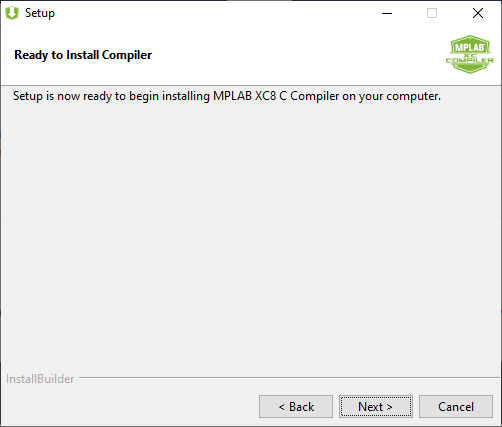 Setup
Ready to Install Compiler
MPLAB
XC
COMPILER
Setup is now ready to begin installing MPLAB XC8 C Compiler on your computer.
InstallBuilder
< Back
Next >
Cancel